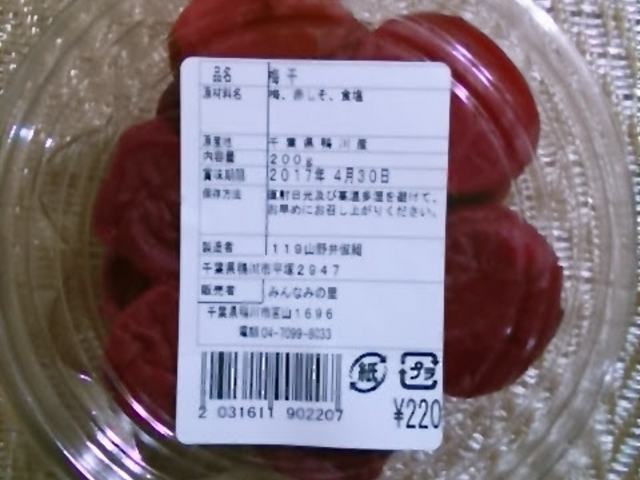 品名 梅干
原材料名 梅、赤しそ、食塩
原産地 千葉県鴨川産
内容量 200g
賞味期限 2017年 4月30日
保存方法 直射日光及び高温多湿を避けて、
お早めにお召し上がりください。
製造者 119山野井
千葉県鴨川市平塚2947
販売者 みんなみの里
千葉県鴨川市宮山1696
電話 04-7099-8033
紙 プラ
2 031611 902207
¥220